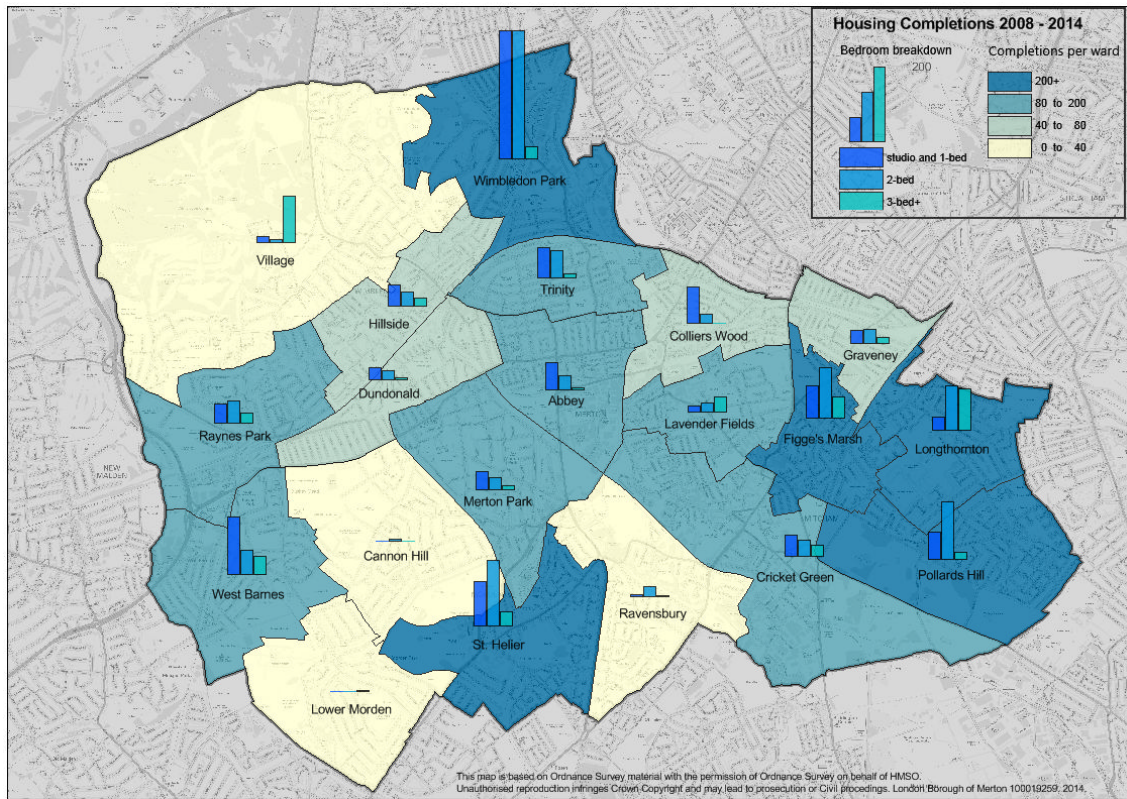 Housing Completions 2008 - 2014
Bedroom breakdown
Completions per ward
200
200+
80 to 200
40 to 80
0 to 40
studio and 1-bed
2-bed
3-bed+
Wimbledon Park
Village
Trinity
Hillside
Colliers Wood
Graveney
Dundonald
Abbey
Lavender Fields
Raynes Park
Figge's Marsh
Longthornton
NEW
MALDEN
Merton Park
Cannon Hill
Cricket Green
Pollards Hill
West Barnes
Ravensbury
St. Helier
Lower Morden
This map is based on Ordnance Survey material with the permission of Ordnance Survey on behalf of HMSO.
Unauthorised reproduction infringes Crown Copyright and may lead to prosecution or Civil procedings. London Borough of Merton 100019259. 2014.